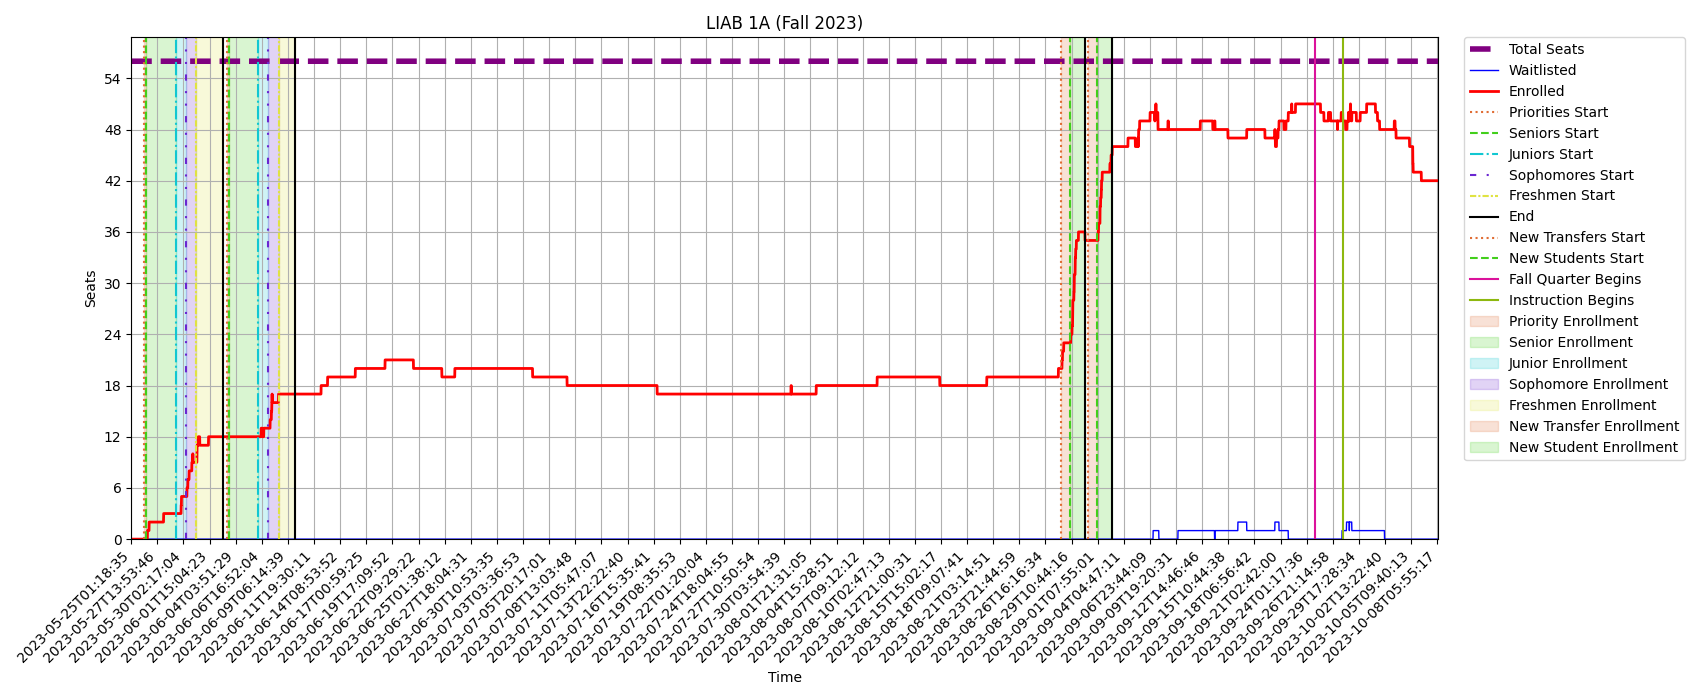 LIAB 1A (Fall 2023)
Total Seats
Waitlisted
Enrolled
Priorities Start
Seniors Start
Juniors Start
Sophomores Start
Freshmen Start
End
New Transfers Start
New Students Start
Fall Quarter Begins
Instruction Begins
Priority Enrollment
Senior Enrollment
Junior Enrollment
Sophomore Enrollment
Freshmen Enrollment
New Transfer Enrollment
New Student Enrollment
Seats
54
48
42
36
30
24
18
12
6
0
2023-05-25T01:18:35
2023-05-27T13:53:46
2023-05-30T02:17:04
2023-06-01T15:04:23
2023-06-04T03:51:29
2023-06-06T16:52:04
2023-06-09T06:14:39
2023-06-11T19:30:11
2023-06-14T08:53:52
2023-06-17T00:59:25
2023-06-19T17:09:52
2023-06-22T09:29:22
2023-06-25T01:38:12
2023-06-27T18:04:31
2023-06-30T10:53:35
2023-07-03T03:36:53
2023-07-05T20:17:01
2023-07-08T13:03:48
2023-07-11T05:47:07
2023-07-13T22:22:40
2023-07-16T15:35:41
2023-07-19T08:35:53
2023-07-22T01:20:04
2023-07-24T18:04:55
2023-07-27T10:50:54
2023-07-30T03:54:39
2023-08-01T21:31:05
2023-08-04T15:28:51
2023-08-07T09:12:12
2023-08-10T02:47:13
2023-08-12T21:00:31
2023-08-15T15:02:17
2023-08-18T09:07:41
2023-08-21T03:14:51
2023-08-23T21:44:59
2023-08-26T16:16:34
2023-08-29T10:44:16
2023-09-01T07:55:01
2023-09-04T04:47:11
2023-09-06T23:44:09
2023-09-09T19:20:31
2023-09-12T14:46:46
2023-09-15T10:44:38
2023-09-18T06:56:42
2023-09-21T02:42:00
2023-09-24T01:17:36
2023-09-26T21:14:58
2023-09-29T17:28:34
2023-10-02T13:22:40
2023-10-05T09:40:13
2023-10-08T05:55:17
Time